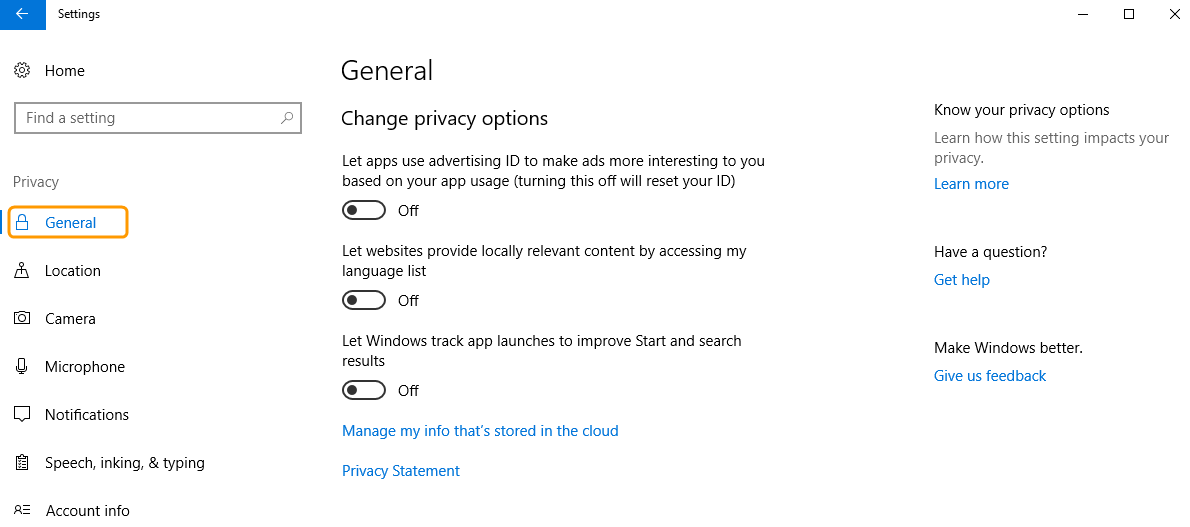 Settings
Home
Find a setting
Privacy
General
Location
Camera
Microphone
Notifications
Speech, inking, & typing
Account info
General
Change privacy options
Let apps use advertising ID to make ads more interesting to you
based on your app usage (turning this off will reset your ID)
Off
Let websites provide locally relevant content by accessing my
language list
Off
Let Windows track app launches to improve Start and search
results
Off
Manage my info that's stored in the cloud
Privacy Statement
Know your privacy options
Learn how this setting impacts your
privacy.
Learn more
Have a question?
Get help
Make Windows better.
Give us feedback